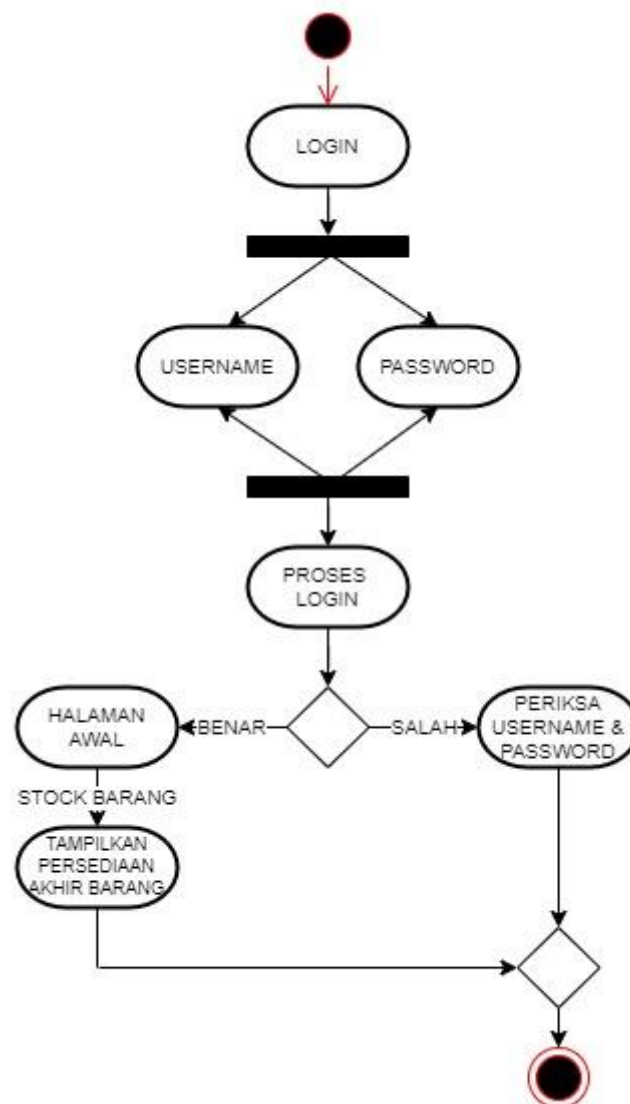 LOGIN
USERNAME
PASSWORD
PROSES
LOGIN
HALAMAN
AWAL
BENAR
SALAH
PERIKSA
USERNAME &
PASSWORD
STOCK BARANG
TAMPILKAN
PERSEDIAAN
AKHIR BARANG